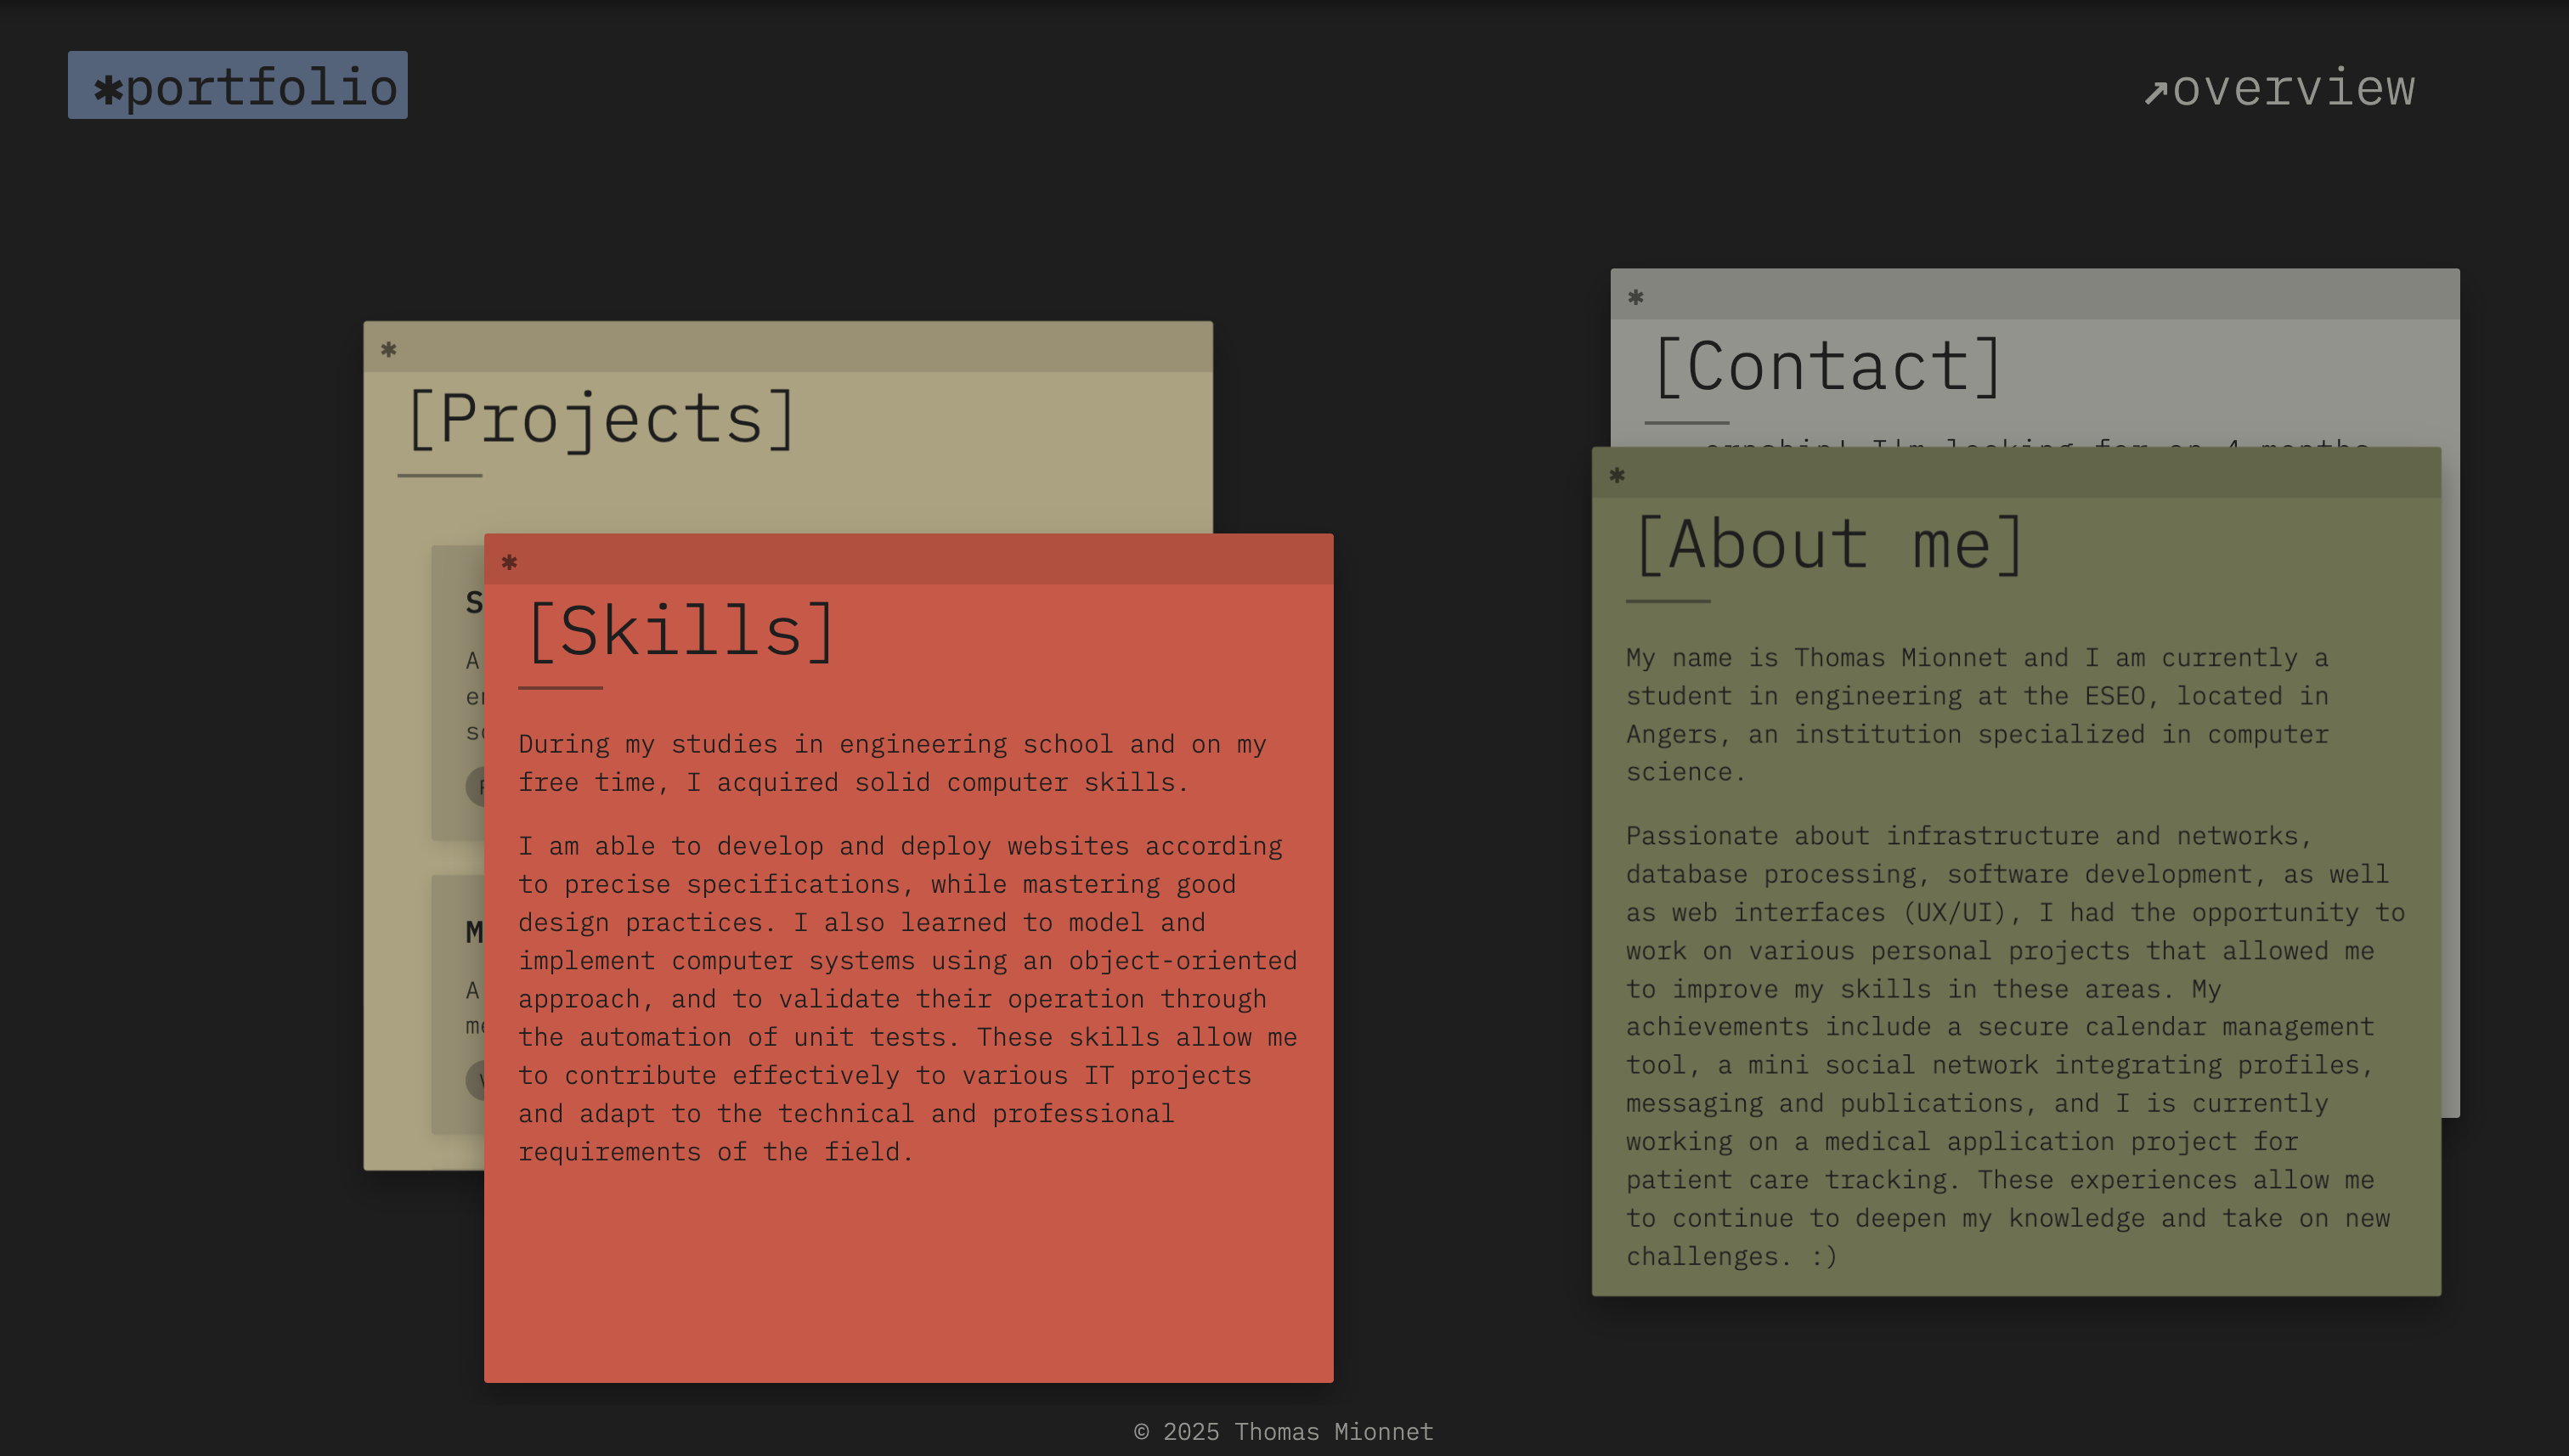 ✱portfolio
↗overview
✱
[Projects]
✱
[Skills]
During my studies in engineering school and on my
free time, I acquired solid computer skills.
I am able to develop and deploy websites according
to precise specifications, while mastering good
design practices. I also learned to model and
implement computer systems using an object-oriented
approach, and to validate their operation through
the automation of unit tests. These skills allow me
to contribute effectively to various IT projects
and adapt to the technical and professional
requirements of the field.
✱
[Contact]
looking for an 4 months
✱
[About me]
My name is Thomas Mionnet and I am currently a
student in engineering at the ESEO, located in
Angers, an institution specialized in computer
science.
Passionate about infrastructure and networks,
database processing, software development, as well
as web interfaces (UX/UI), I had the opportunity to
work on various personal projects that allowed me
to improve my skills in these areas. My
achievements include a secure calendar management
tool, a mini social network integrating profiles,
messaging and publications, and I is currently
working on a medical application project for
patient care tracking. These experiences allow me
to continue to deepen my knowledge and take on new
challenges. :)
© 2025 Thomas Mionnet